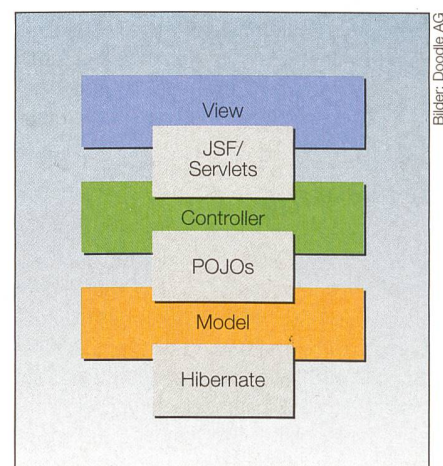 View
JSF/
Servlets
Controller
POJOs
Model
Hibernate
Bilder: Doodle AG